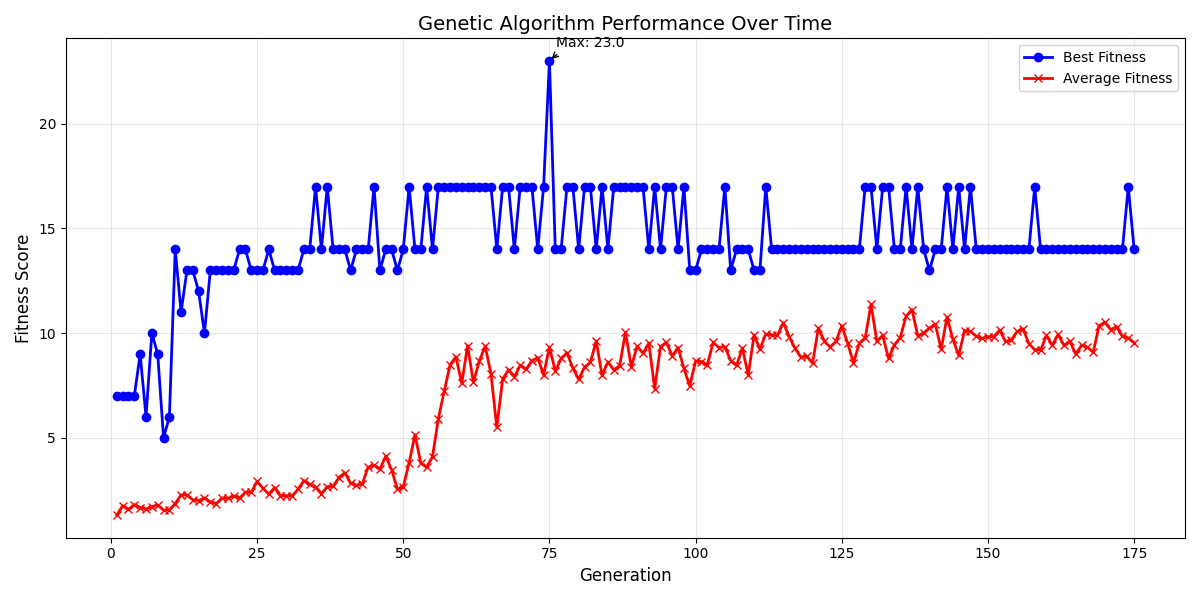 Genetic Algorithm Performance Over Time
Max: 23.0
Best Fitness
Average Fitness
Fitness Score
20
15
10
5
0 25 50 75 100 125 150 175
Generation